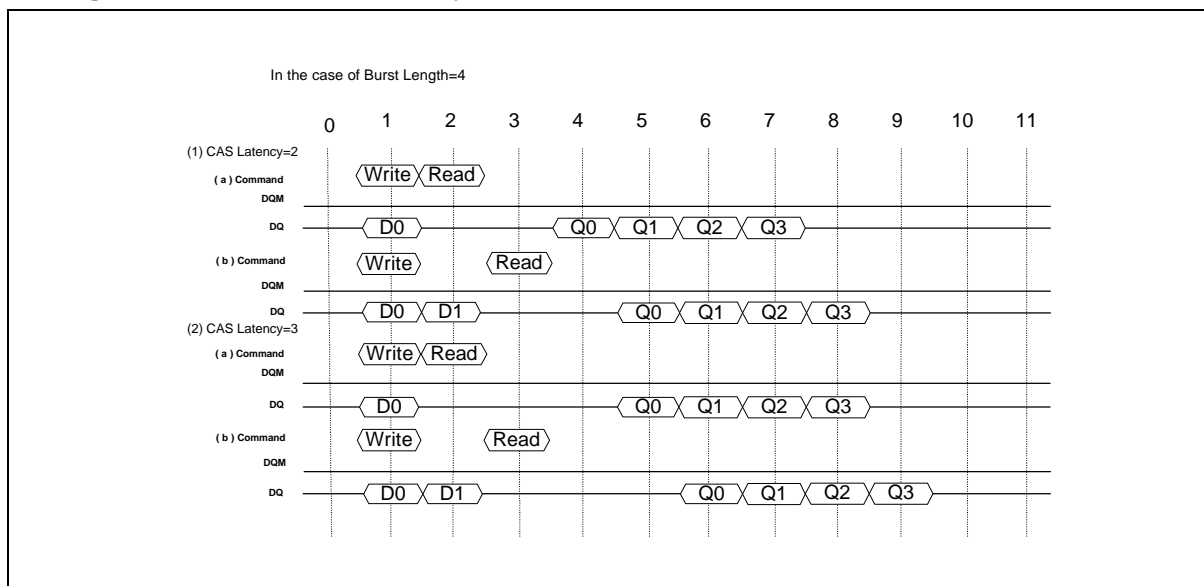 In the case of Burst Length=4
0 1 2 3 4 5 6 7 8 9 10 11
(1) CAS Latency=2
( a ) Command Write Read
DQM
DQ D0 Q0 Q1 Q2 Q3
( b ) Command Write Read
DQM
DQ D0 D1 Q0 Q1 Q2 Q3
(2) CAS Latency=3
( a ) Command Write Read
DQM
DQ D0 Q0 Q1 Q2 Q3
( b ) Command Write Read
DQM
DQ D0 D1 Q0 Q1 Q2 Q3